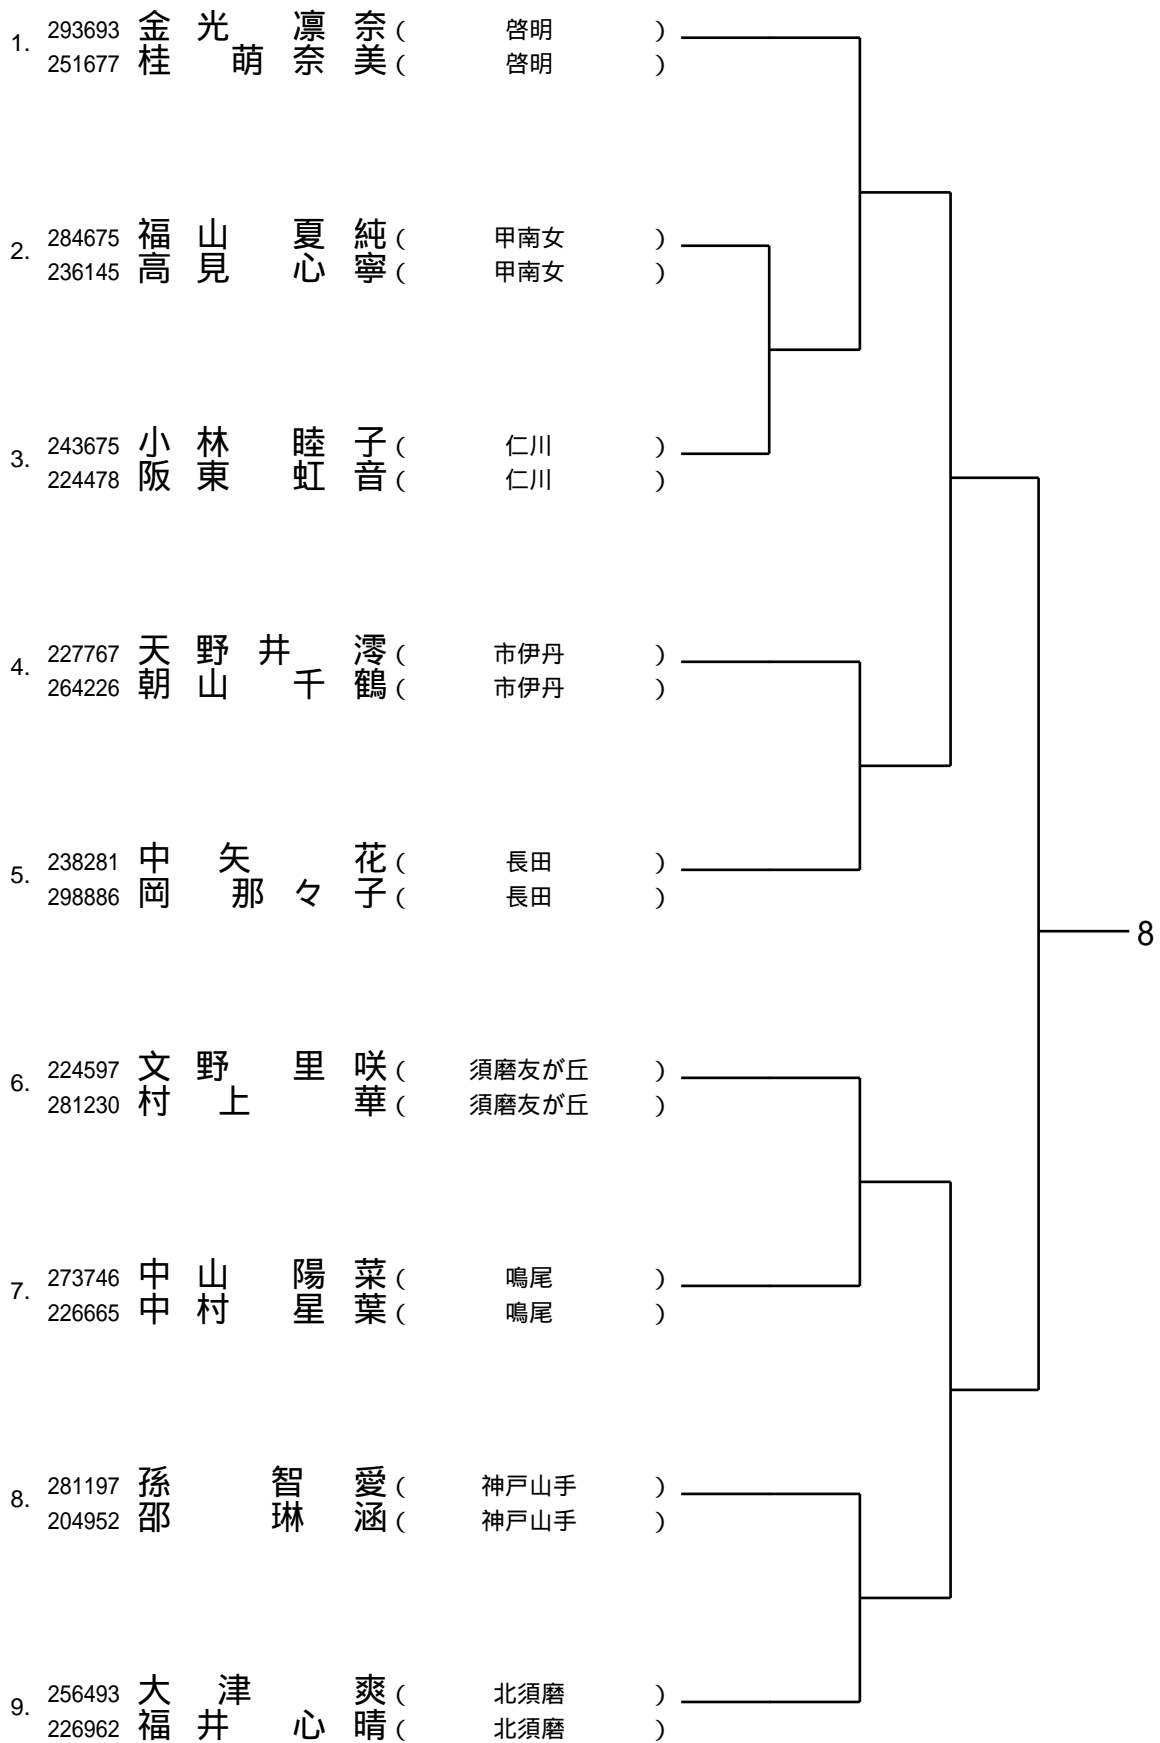 1. 293693 金光 凛奈 ( 啓明 )
251677 桂 萌奈美 ( 啓明 )
2. 284675 福山 夏純 ( 甲南女 )
236145 高見 心寧 ( 甲南女 )
3. 243675 小林 睦子 ( 仁川 )
224478 阪東 虹音 ( 仁川 )
4. 227767 天野井 澪 ( 市伊丹 )
264226 朝山 千鶴 ( 市伊丹 )
5. 238281 中矢 花 ( 長田 )
298886 岡 那々子 ( 長田 )
8
6. 224597 文野 里咲 ( 須磨友が丘 )
281230 村上 華 ( 須磨友が丘 )
7. 273746 中山 陽菜 ( 鳴尾 )
226665 中村 星葉 ( 鳴尾 )
8. 281197 孫 智愛 ( 神戸山手 )
204952 邵 琳涵 ( 神戸山手 )
9. 256493 大津 爽 ( 北須磨 )
226962 福井 心晴 ( 北須磨 )